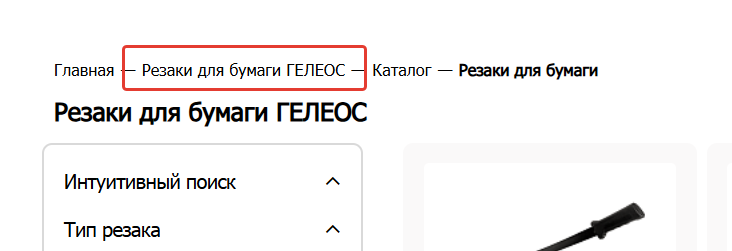 Главная — Резаки для бумаги ГЕЛЕОС — Каталог — Резаки для бумаги
Резаки для бумаги ГЕЛЕОС
Интуитивный поиск
Тип резака